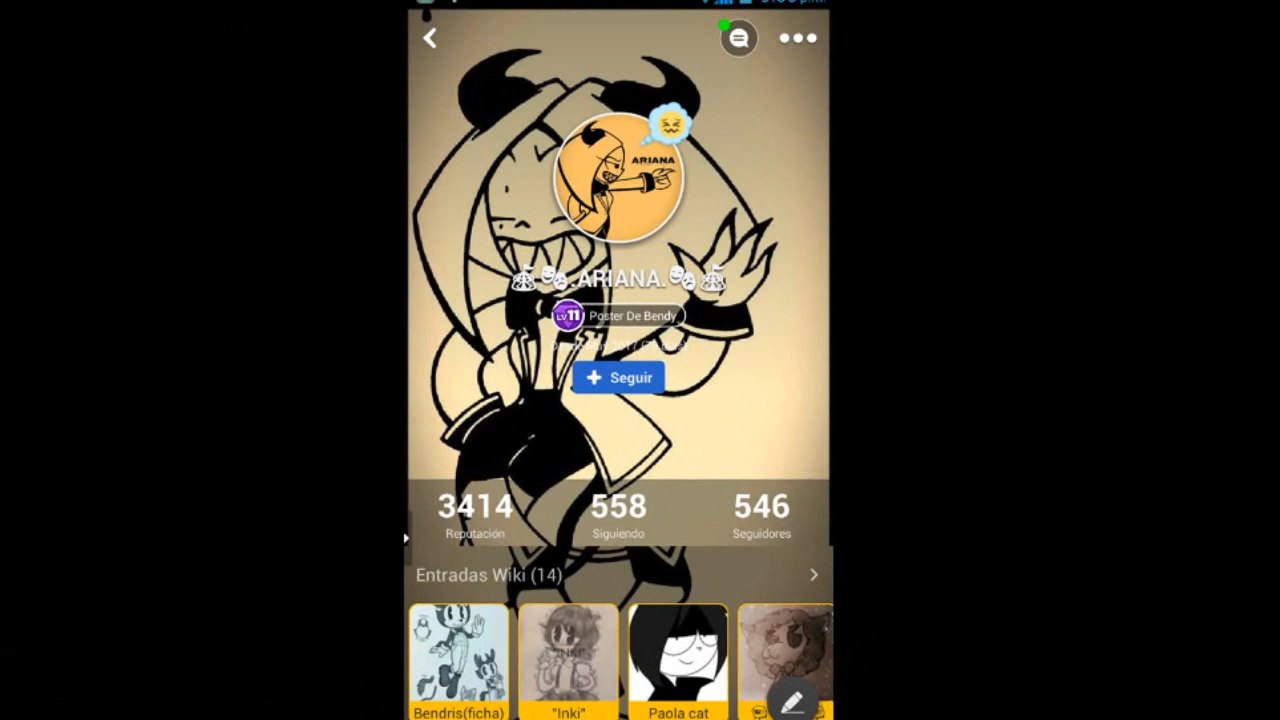 ARIANA
.ARIANA.
LV11 Poster De Bendy
+ Seguir
3414 558 546
Reputación Siguiendo Seguidores
Entradas Wiki (14)
Bendris(ficha) "Inki" Paola cat